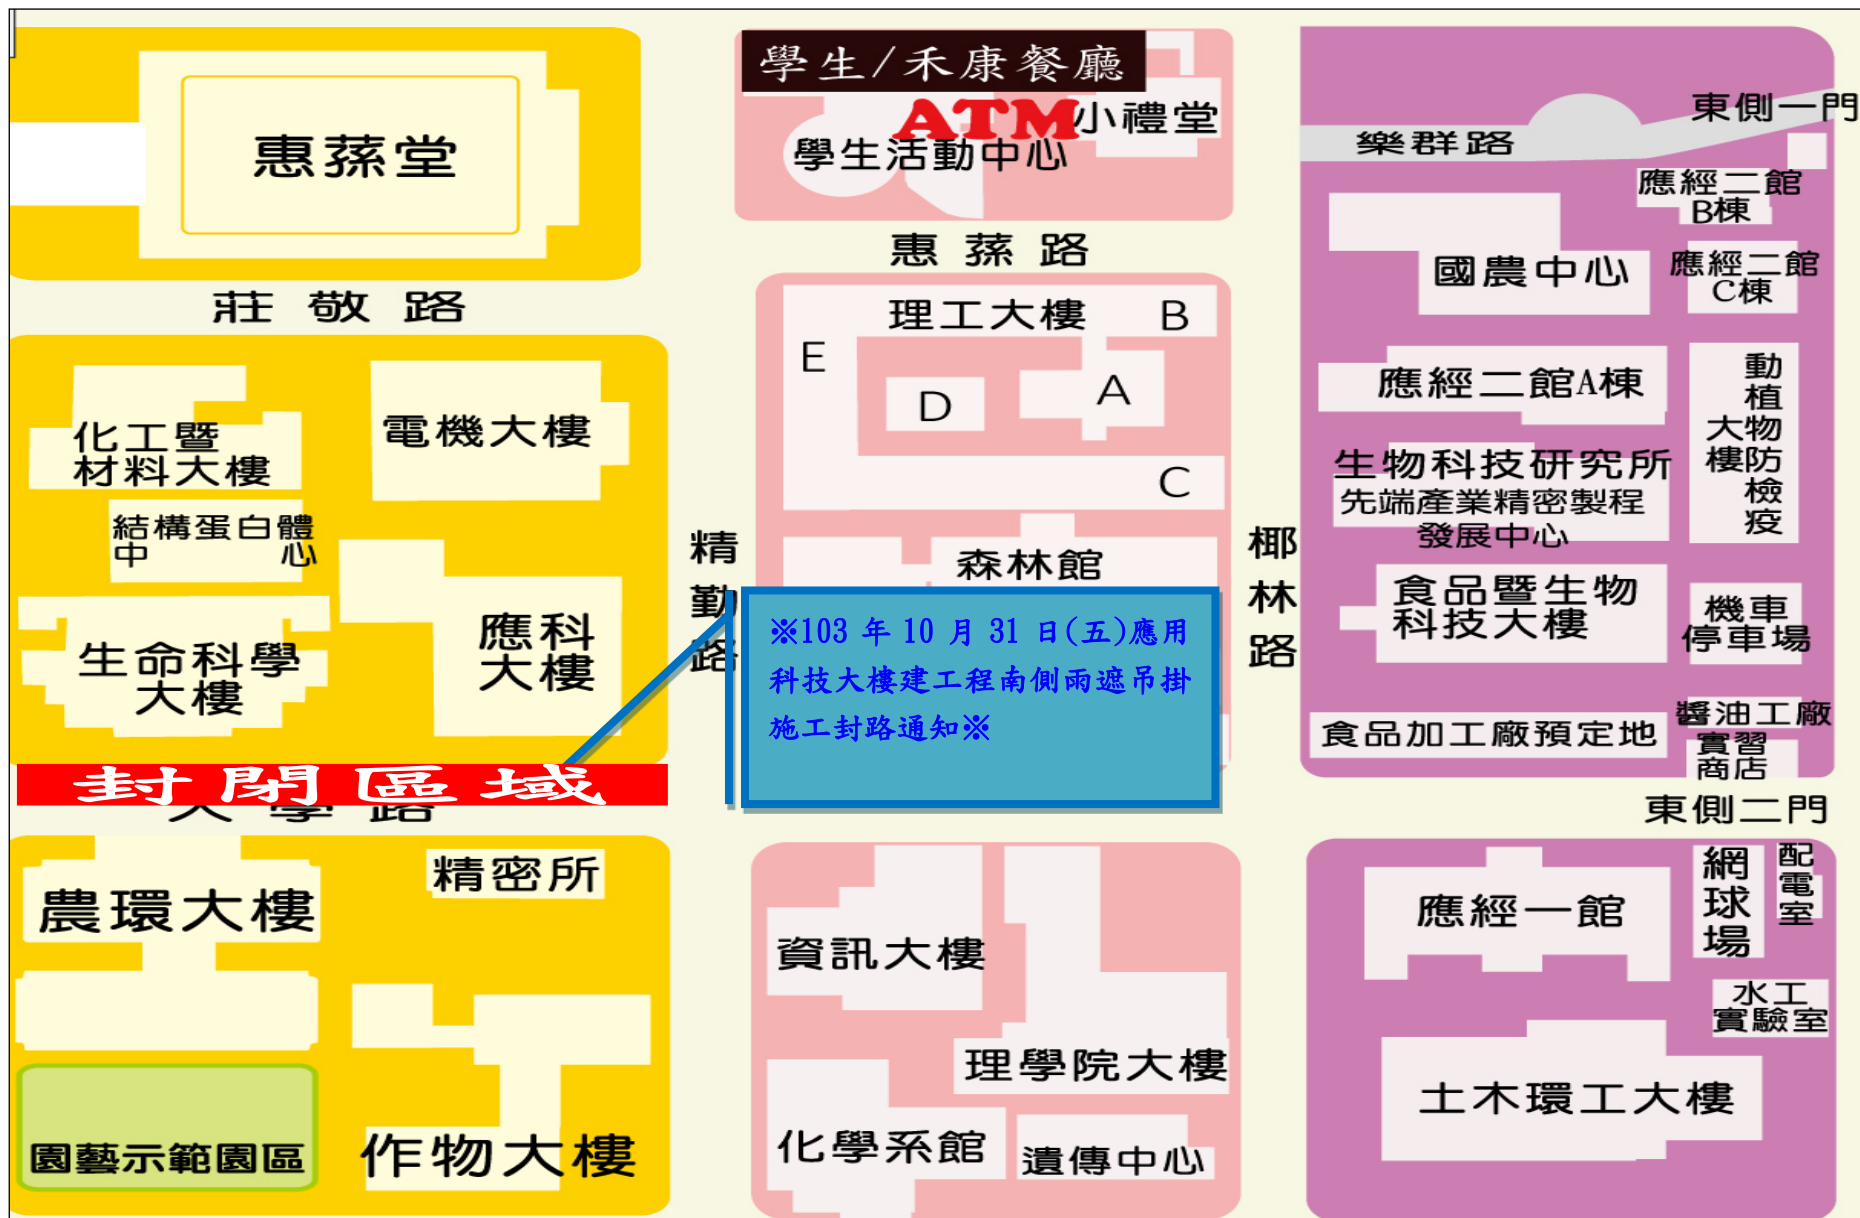 惠蓀堂
學生/禾康餐廳
ATM
小禮堂
學生活動中心
東側一門
樂群路
應經二館
B棟
國農中心
應經二館
C棟
惠蓀路
莊敬路
理工大樓
B
E
D
A
C
化工暨
材料大樓
電機大樓
結構蛋白體
中心
應經二館A棟
動植物防檢疫
大樓
生物科技研究所
先端產業精密製程
發展中心
精勤路
森林館
椰林路
食品暨生物
科技大樓
機車
停車場
生命科學
大樓
應科
大樓
※103 年 10 月 31 日(五)應用
科技大樓建工程南側雨遮吊掛
施工封路通知※
食品加工廠預定地
醬油工廠
實習
商店
封閉區域
大學路
東側二門
農環大樓
精密所
資訊大樓
應經一館
網球場
配電室
水工
實驗室
理學院大樓
土木環工大樓
園藝示範園區
作物大樓
化學系館
遺傳中心